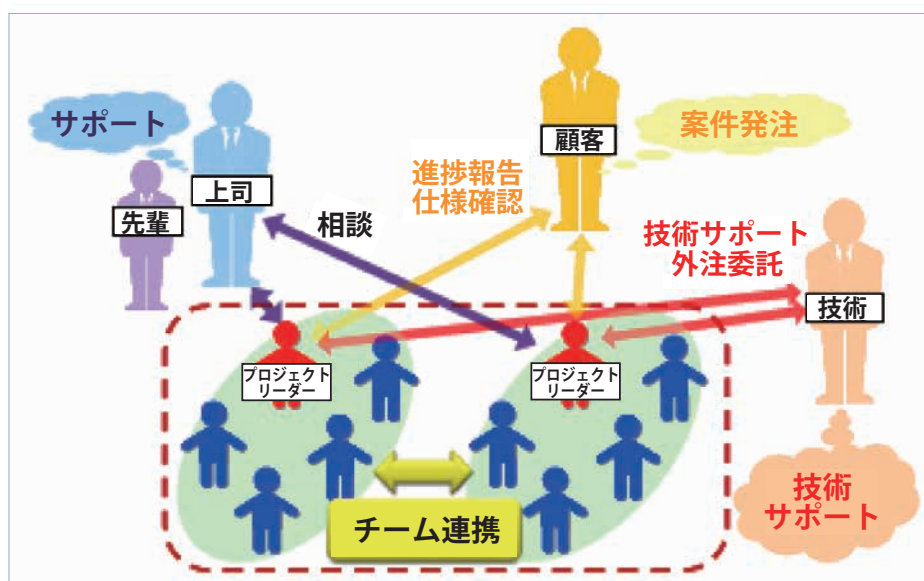 サポート
上司
先輩
相談
進捗報告
仕様確認
顧客
案件発注
技術サポート
外注委託
技術
プロジェクト
リーダー
プロジェクト
リーダー
チーム連携
技術
サポート